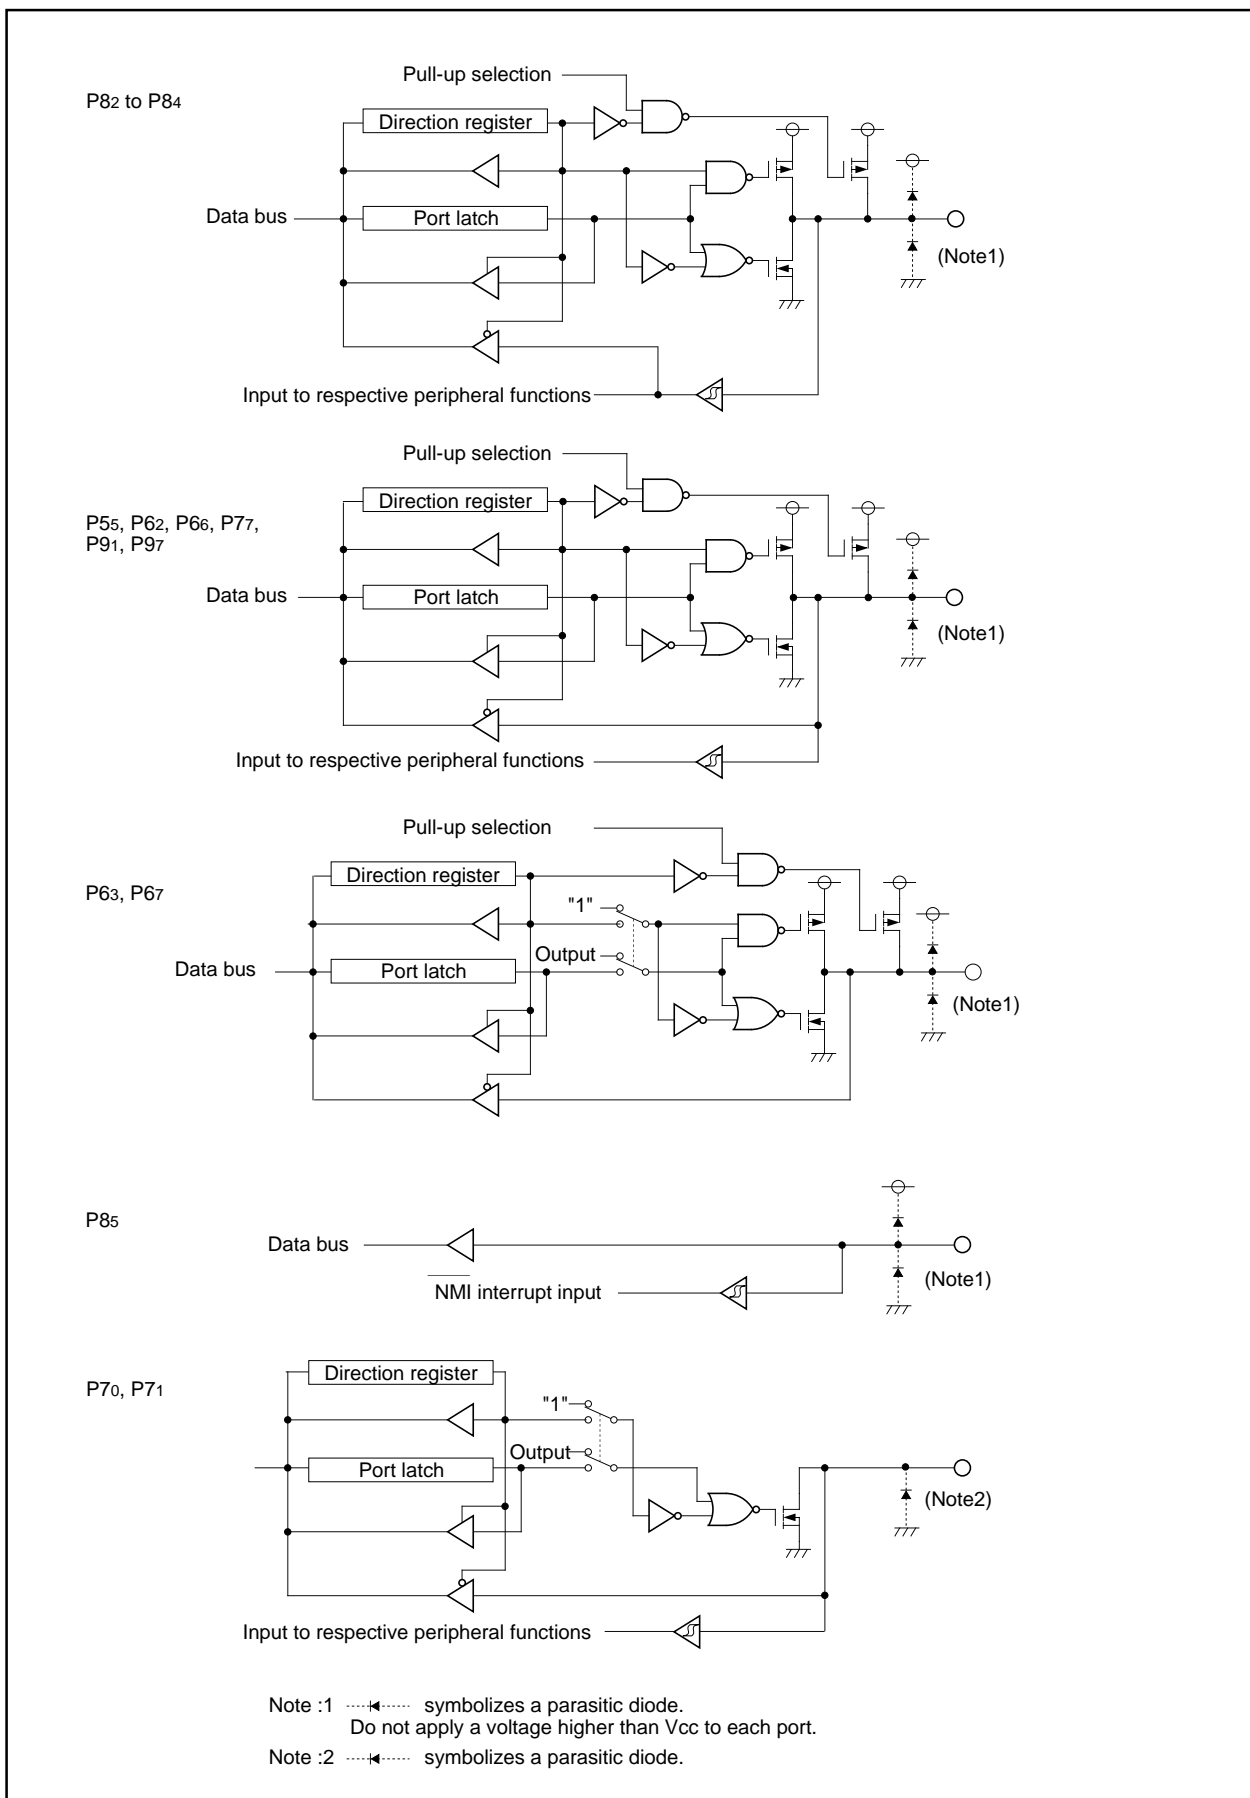 Pull-up selection
P82 to P84
Direction register
Data bus
Port latch
(Note1)
Input to respective peripheral functions
Pull-up selection
Direction register
P55, P62, P66, P77,
P91, P97
Data bus
Port latch
(Note1)
Input to respective peripheral functions
Pull-up selection
Direction register
P63, P67
"1"
Output
Data bus
Port latch
(Note1)
P85
Data bus
(Note1)
NMI interrupt input
Direction register
P70, P71
"1"
Output
Port latch
(Note2)
Input to respective peripheral functions
Note :1 symbolizes a parasitic diode.
Do not apply a voltage higher than Vcc to each port.
Note :2 symbolizes a parasitic diode.